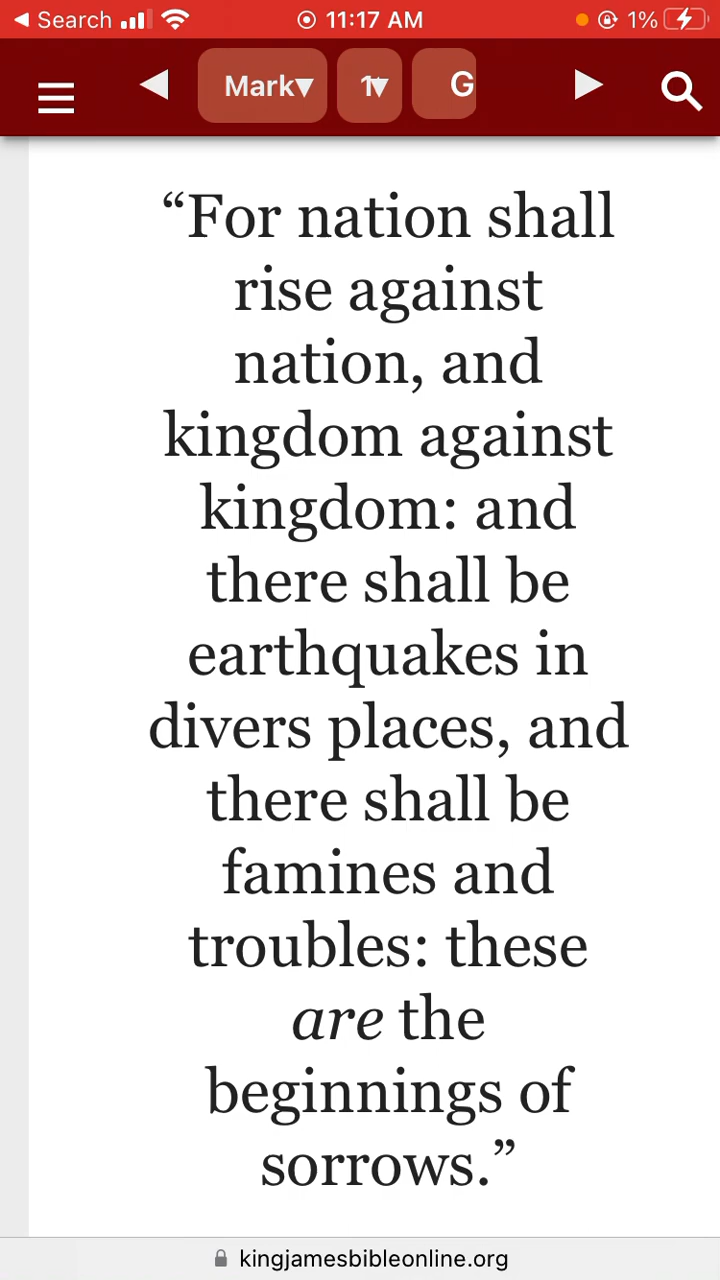 ◀ Search 11:17 AM 1%
Mark▾ 1▾ G
“For nation shall
rise against
nation, and
kingdom against
kingdom: and
there shall be
earthquakes in
divers places, and
there shall be
famines and
troubles: these
are the
beginnings of
sorrows.”
kingjamesbibleonline.org